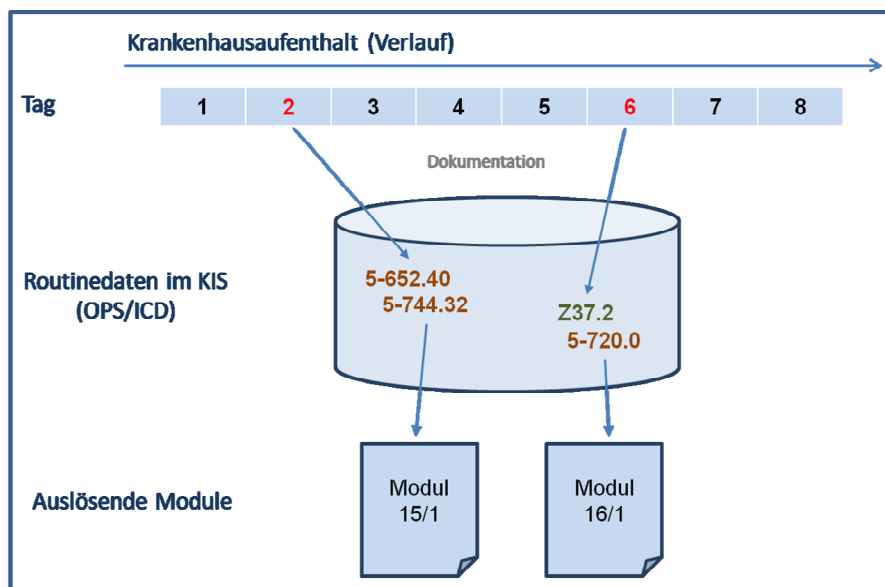 Krankenhausaufenthalt (Verlauf)
Tag 1 2 3 4 5 6 7 8
Dokumentation
Routinedaten im KIS
(OPS/ICD)
5-652.40
5-744.32
Z37.2
5-720.0
Auslösende Module
Modul
15/1
Modul
16/1